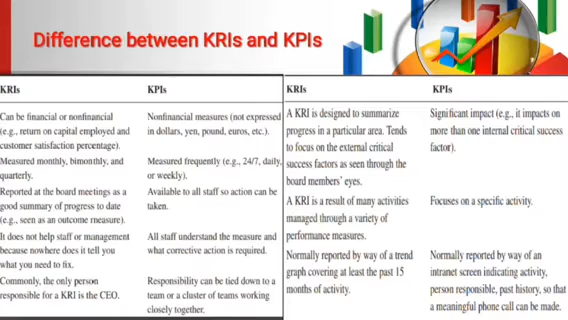 Difference between KRIs and KPIs
KRIs KPIs
Can be financial or nonfinancial Nonfinancial measures (not expressed
(e.g., return on capital employed and in dollars, yen, pound, euros, etc.).
customer satisfaction percentage).
Measured monthly, bimonthly, and Measured frequently (e.g., 24/7, daily,
quarterly. or weekly).
Reported at the board meetings as a Available to all staff so action can be
good summary of progress to date taken.
(e.g., seen as an outcome measure).
It does not help staff or management All staff understand the measure and
because nowhere does it tell you what corrective action is required.
what you need to fix.
Commonly, the only person Responsibility can be tied down to a
responsible for a KRI is the CEO. team or a cluster of teams working
closely together.
KRIs KPIs
A KRI is designed to summarize Significant impact (e.g., it impacts on
progress in a particular area. Tends more than one internal critical success
to focus on the external critical factor).
success factors as seen through the
board members' eyes.
A KRI is a result of many activities Focuses on a specific activity.
managed through a variety of
performance measures.
Normally reported by way of a trend Normally reported by way of an
graph covering at least the past 15 intranet screen indicating activity,
months of activity. person responsible, past history, so that
a meaningful phone call can be made.